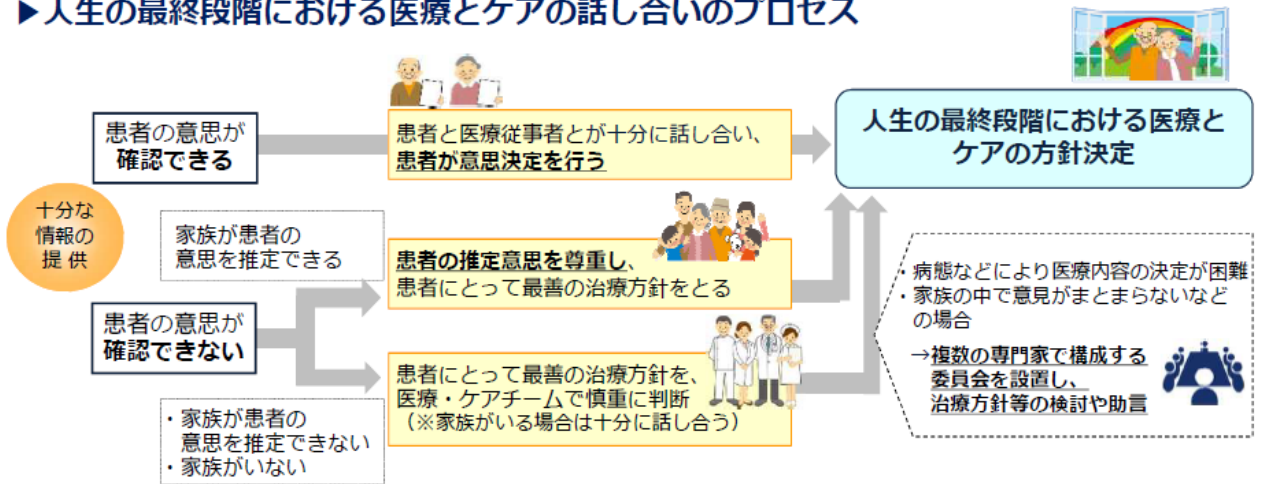 ▶人生の最終段階における医療とケアの話し合いのプロセス
患者の意思が
確認できる
患者と医療従事者とが十分に話し合い、
患者が意思決定を行う
人生の最終段階における医療と
ケアの方針決定
十分な
情報の
提 供
家族が患者の
意思を推定できる
患者の推定意思を尊重し、
患者にとって最善の治療方針をとる
患者の意思が
確認できない
患者にとって最善の治療方針を、
医療・ケアチームで慎重に判断
（※家族がいる場合は十分に話し合う）
・家族が患者の
意思を推定できない
・家族がいない
・病態などにより医療内容の決定が困難
・家族の中で意見がまとまらないなど
の場合
→複数の専門家で構成する
委員会を設置し、
治療方針等の検討や助言